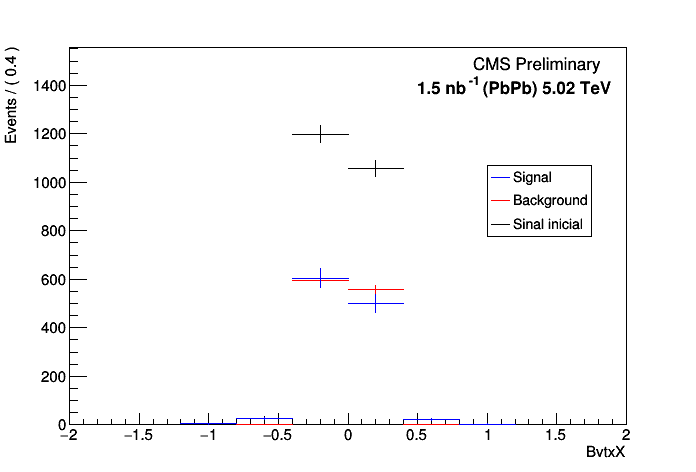 CMS Preliminary
1.5 nb-1 (PbPb) 5.02 TeV
Events / ( 0.4 )
1400
1200
1000
800
600
400
200
0
Signal
Background
Sinal inicial
−2 −1.5 −1 −0.5 0 0.5 1 1.5 2
BvtxX